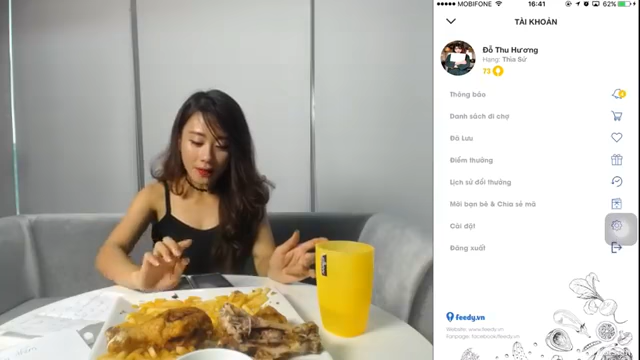 MOBIFONE 16:41 62%
TÀI KHOẢN
Đỗ Thu Hương
Hạng: Thìa Sứ
73
Thông báo
Danh sách đi chợ
Đã Lưu
Điểm thưởng
Lịch sử đổi thưởng
Mời bạn bè & Chia sẻ mã
Cài đặt
Đăng xuất
feedy.vn
Website: www.feedy.vn
Fanpage: facebook/feedy.vn